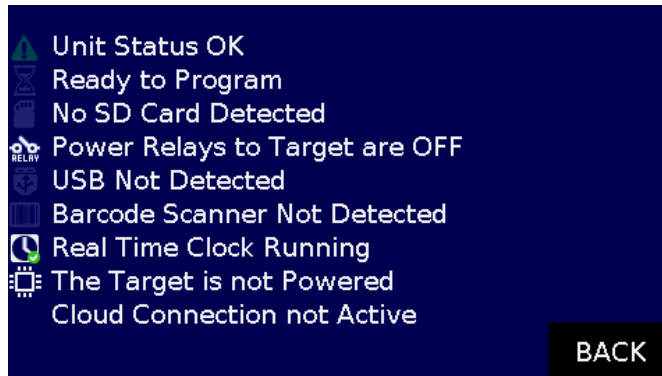 Unit Status OK
Ready to Program
No SD Card Detected
RELAY Power Relays to Target are OFF
USB Not Detected
Barcode Scanner Not Detected
Real Time Clock Running
The Target is not Powered
Cloud Connection not Active
BACK